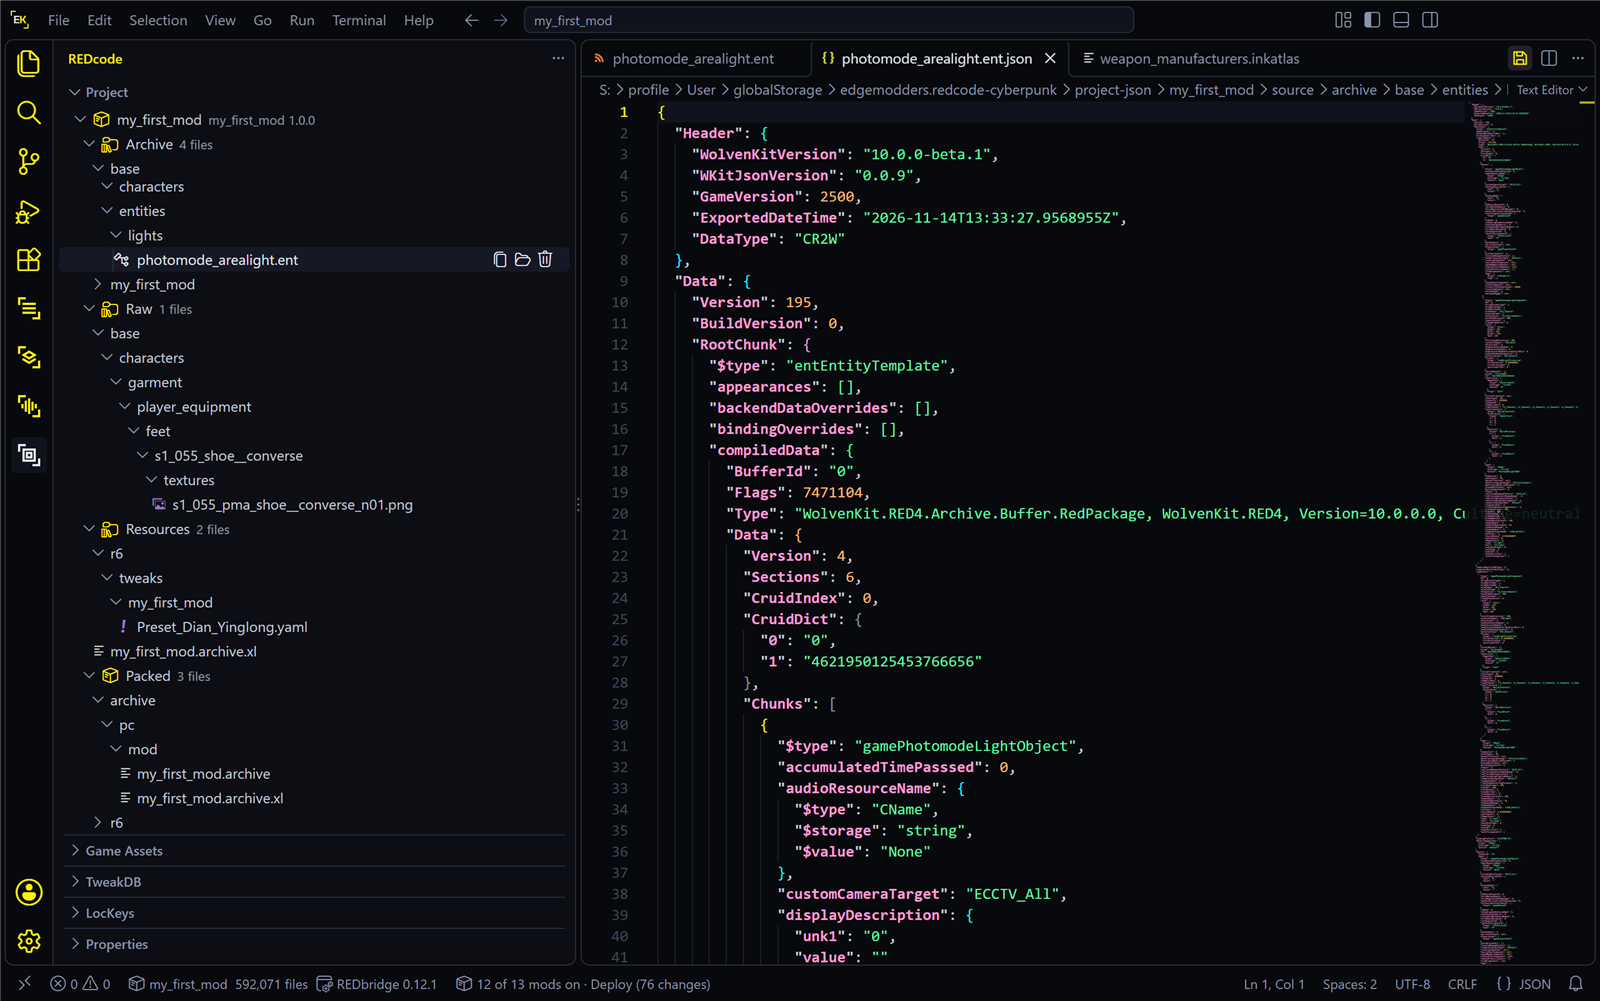 EK File Edit Selection View Go Run Terminal Help my_first_mod
REDcode
Project
my_first_mod my_first_mod 1.0.0
Archive 4 files
base
characters
entities
lights
photomode_arealight.ent
my_first_mod
Raw 1 files
base
characters
garment
player_equipment
feet
s1_055_shoe__converse
textures
s1_055_pma_shoe__converse_n01.png
Resources 2 files
r6
tweaks
my_first_mod
! Preset_Dian_Yinglong.yaml
my_first_mod.archive.xl
Packed 3 files
archive
pc
mod
my_first_mod.archive
my_first_mod.archive.xl
r6
Game Assets
TweakDB
LocKeys
Properties
photomode_arealight.ent {} photomode_arealight.ent.json weapon_manufacturers.inkatlas
S: > profile > User > globalStorage > edgemodders.redcode-cyberpunk > project-json > my_first_mod > source > archive > base > entities > Text Editor
1 {
2 "Header": {
3 "WolvenKitVersion": "10.0.0-beta.1",
4 "WKitJsonVersion": "0.0.9",
5 "GameVersion": 2500,
6 "ExportedDateTime": "2026-11-14T13:33:27.9568955Z",
7 "DataType": "CR2W"
8 },
9 "Data": {
10 "Version": 195,
11 "BuildVersion": 0,
12 "RootChunk": {
13 "$type": "entEntityTemplate",
14 "appearances": [],
15 "backendDataOverrides": [],
16 "bindingOverrides": [],
17 "compiledData": {
18 "BufferId": "0",
19 "Flags": 7471104,
20 "Type": "WolvenKit.RED4.Archive.Buffer.RedPackage, WolvenKit.RED4, Version=10.0.0.0, Culture=neutral
21 "Data": {
22 "Version": 4,
23 "Sections": 6,
24 "CruidIndex": 0,
25 "CruidDict": {
26 "0": "0",
27 "1": "4621950125453766656"
28 },
29 "Chunks": [
30 {
31 "$type": "gamePhotomodeLightObject",
32 "accumulatedTimePasssed": 0,
33 "audioResourceName": {
34 "$type": "CName",
35 "$storage": "string",
36 "$value": "None"
37 },
38 "customCameraTarget": "ECCTV_All",
39 "displayDescription": {
40 "unk1": "0",
41 "value": ""
0 0 my_first_mod 592,071 files REDbridge 0.12.1 12 of 13 mods on · Deploy (76 changes) Ln 1, Col 1 Spaces: 2 UTF-8 CRLF {} JSON